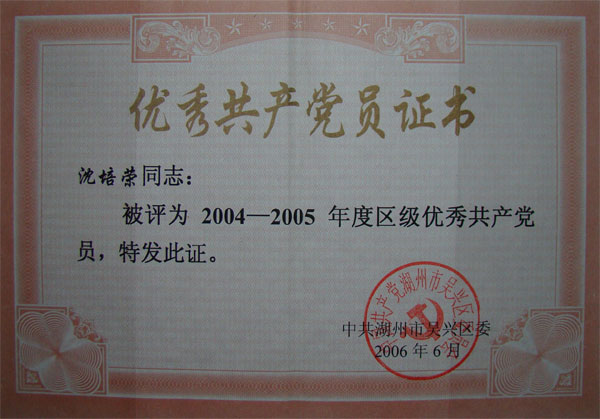 优秀共产党员证书
沈培荣同志：
被评为 2004—2005 年度区级优秀共产党
员，特发此证。
中共湖州市吴兴区委
2006 年 6 月